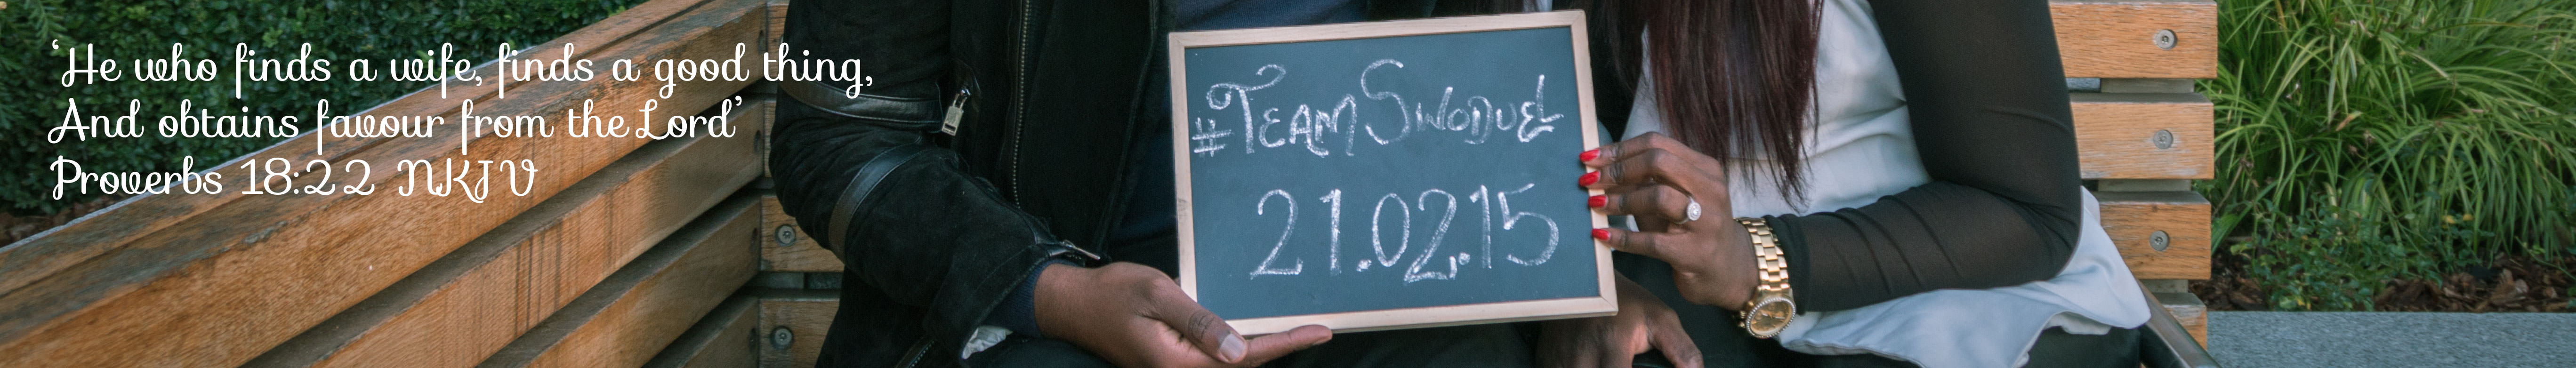 ‘He who finds a wife, finds a good thing,
And obtains favour from the Lord’
Proverbs 18:22 NKJV
#TEAMSWODUEL
21.02.15